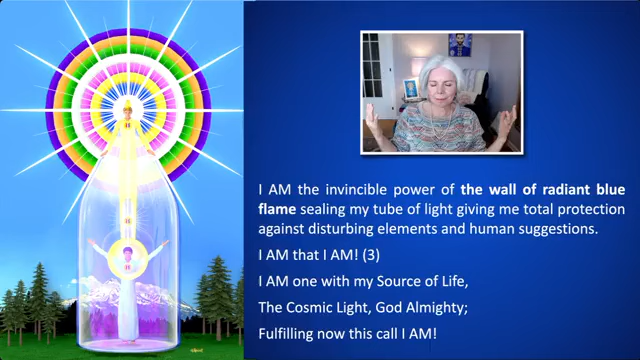 I AM the invincible power of the wall of radiant blue
flame sealing my tube of light giving me total protection
against disturbing elements and human suggestions.
I AM that I AM! (3)
I AM one with my Source of Life,
The Cosmic Light, God Almighty;
Fulfilling now this call I AM!